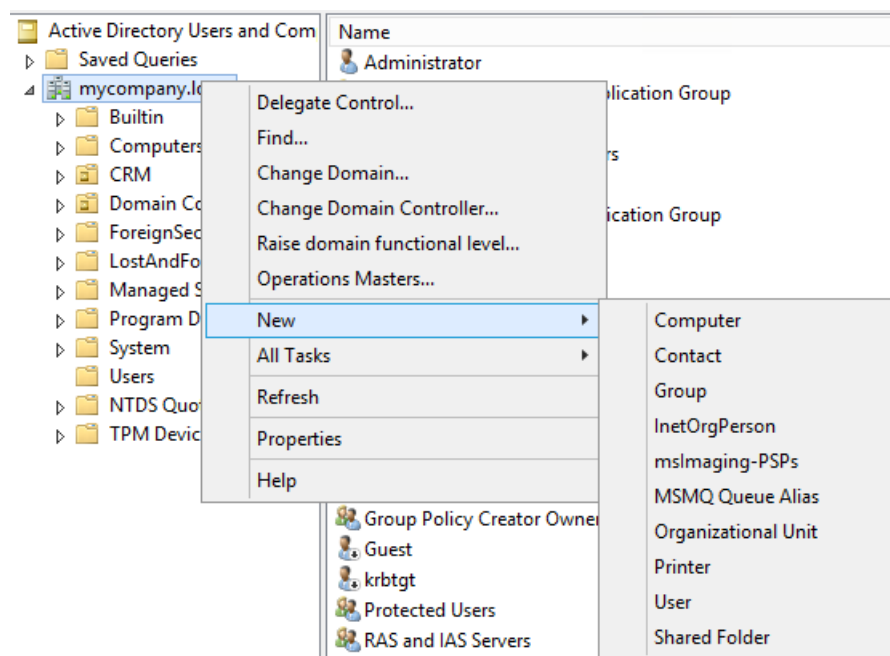 Active Directory Users and Com
Saved Queries
mycompany.lo
Builtin
Computers
CRM
Domain Co
ForeignSec
LostAndFo
Managed S
Program D
System
Users
NTDS Quo
TPM Devic
Delegate Control...
Find...
Change Domain...
Change Domain Controller...
Raise domain functional level...
Operations Masters...
New
All Tasks
Refresh
Properties
Help
Computer
Contact
Group
InetOrgPerson
msImaging-PSPs
MSMQ Queue Alias
Organizational Unit
Printer
User
Shared Folder
Name
Administrator
lication Group
rs
ication Group
Group Policy Creator Owner
Guest
krbtgt
Protected Users
RAS and IAS Servers